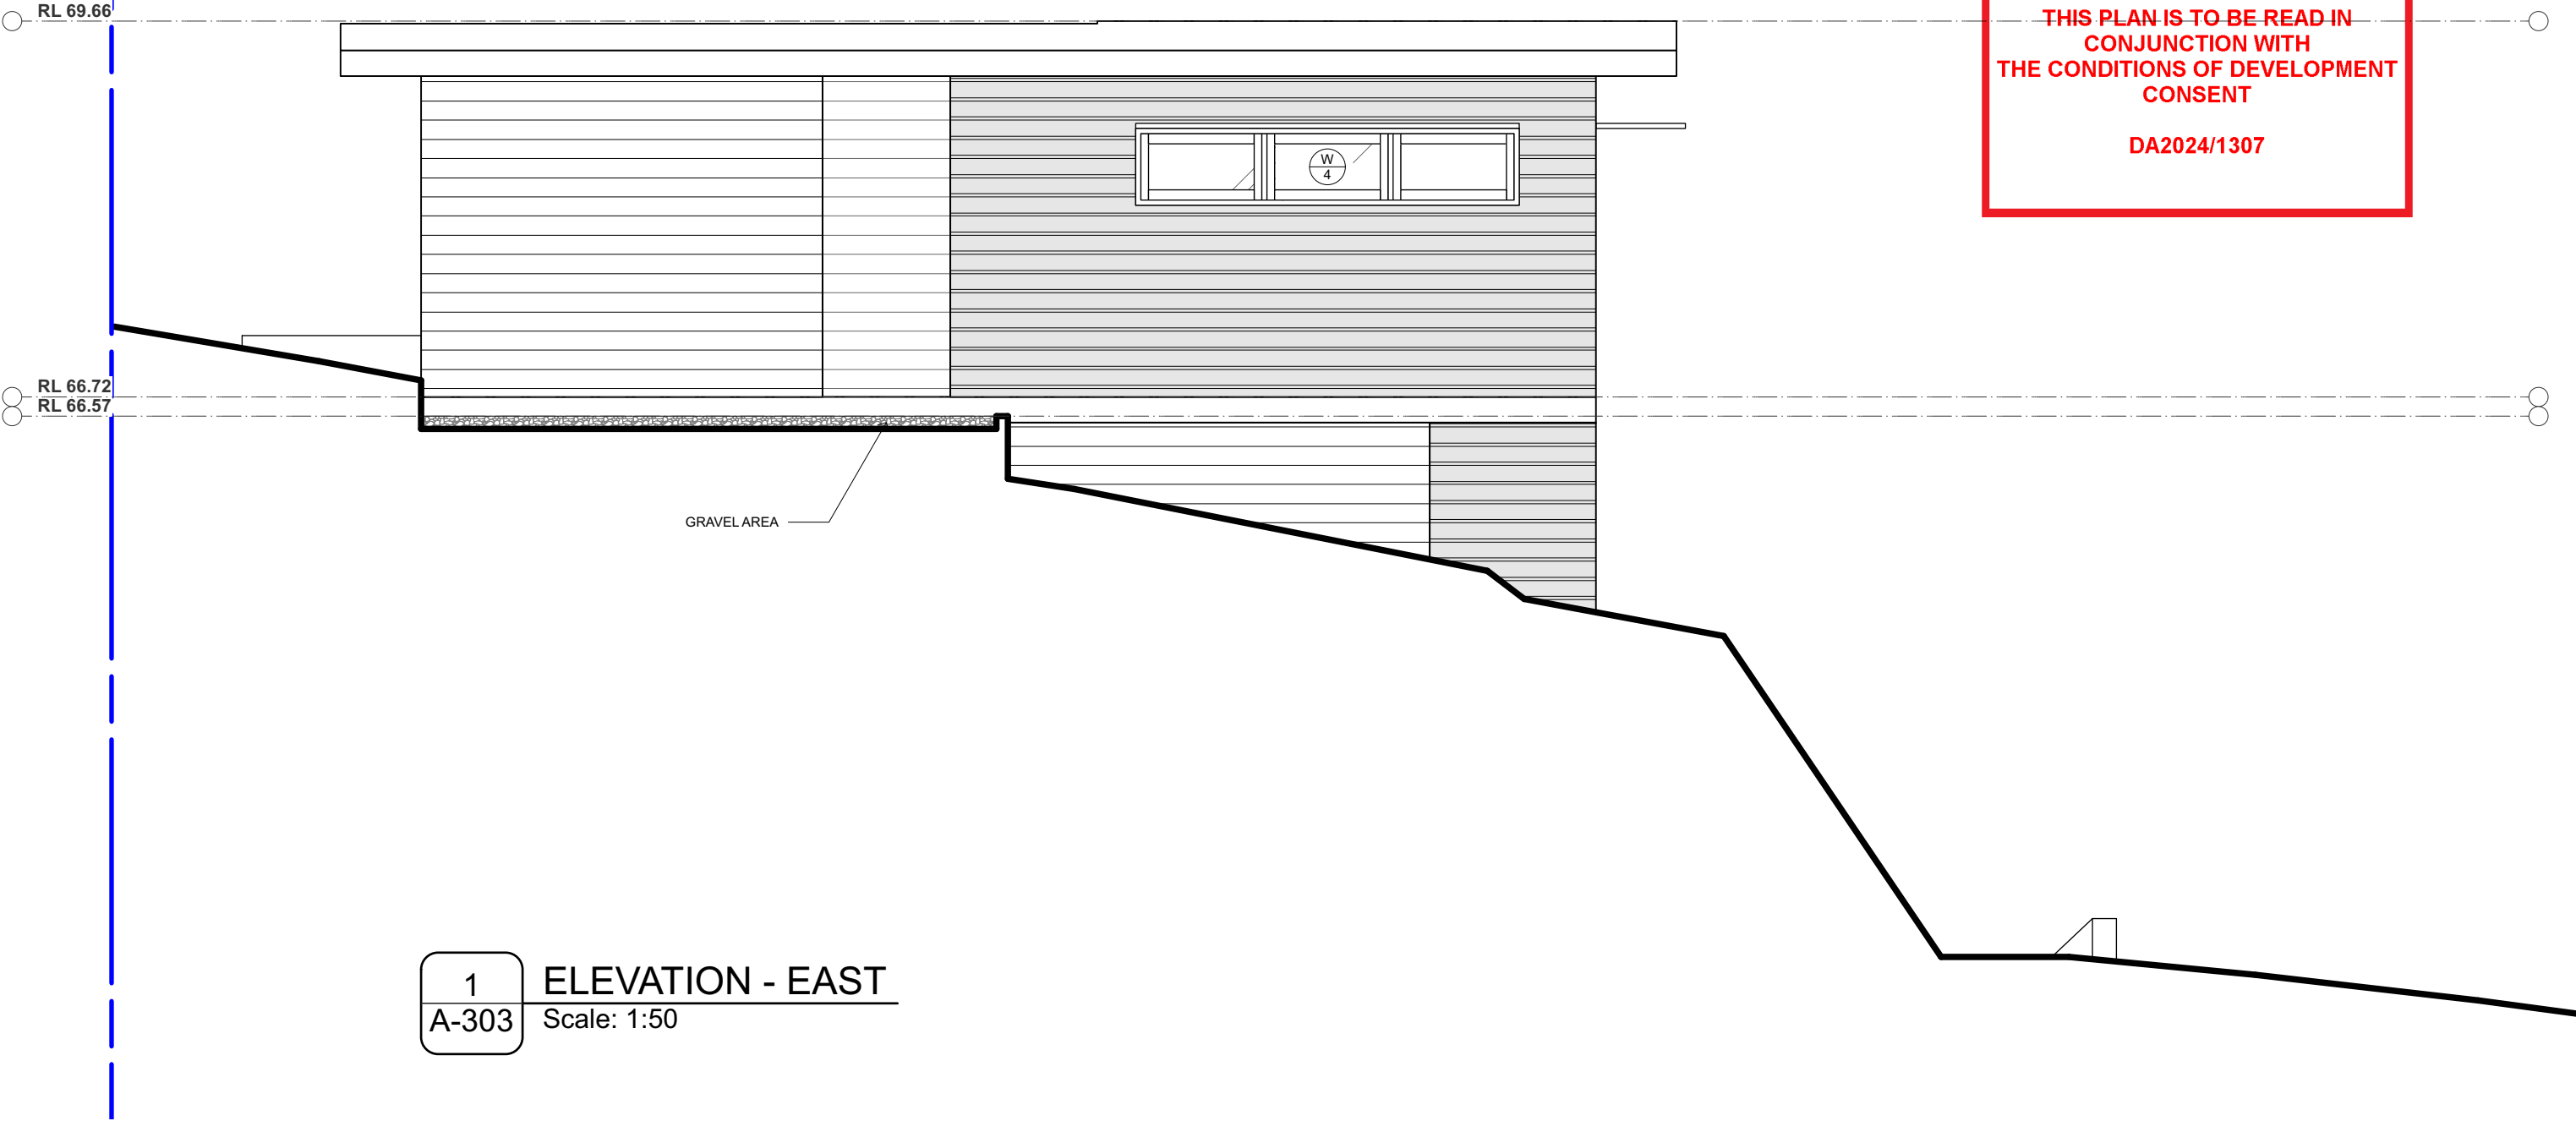 RL 69.66
THIS PLAN IS TO BE READ IN
CONJUNCTION WITH
THE CONDITIONS OF DEVELOPMENT
CONSENT
DA2024/1307
W
4
RL 66.72
RL 66.57
GRAVEL AREA
1
A-303
ELEVATION - EAST
Scale: 1:50